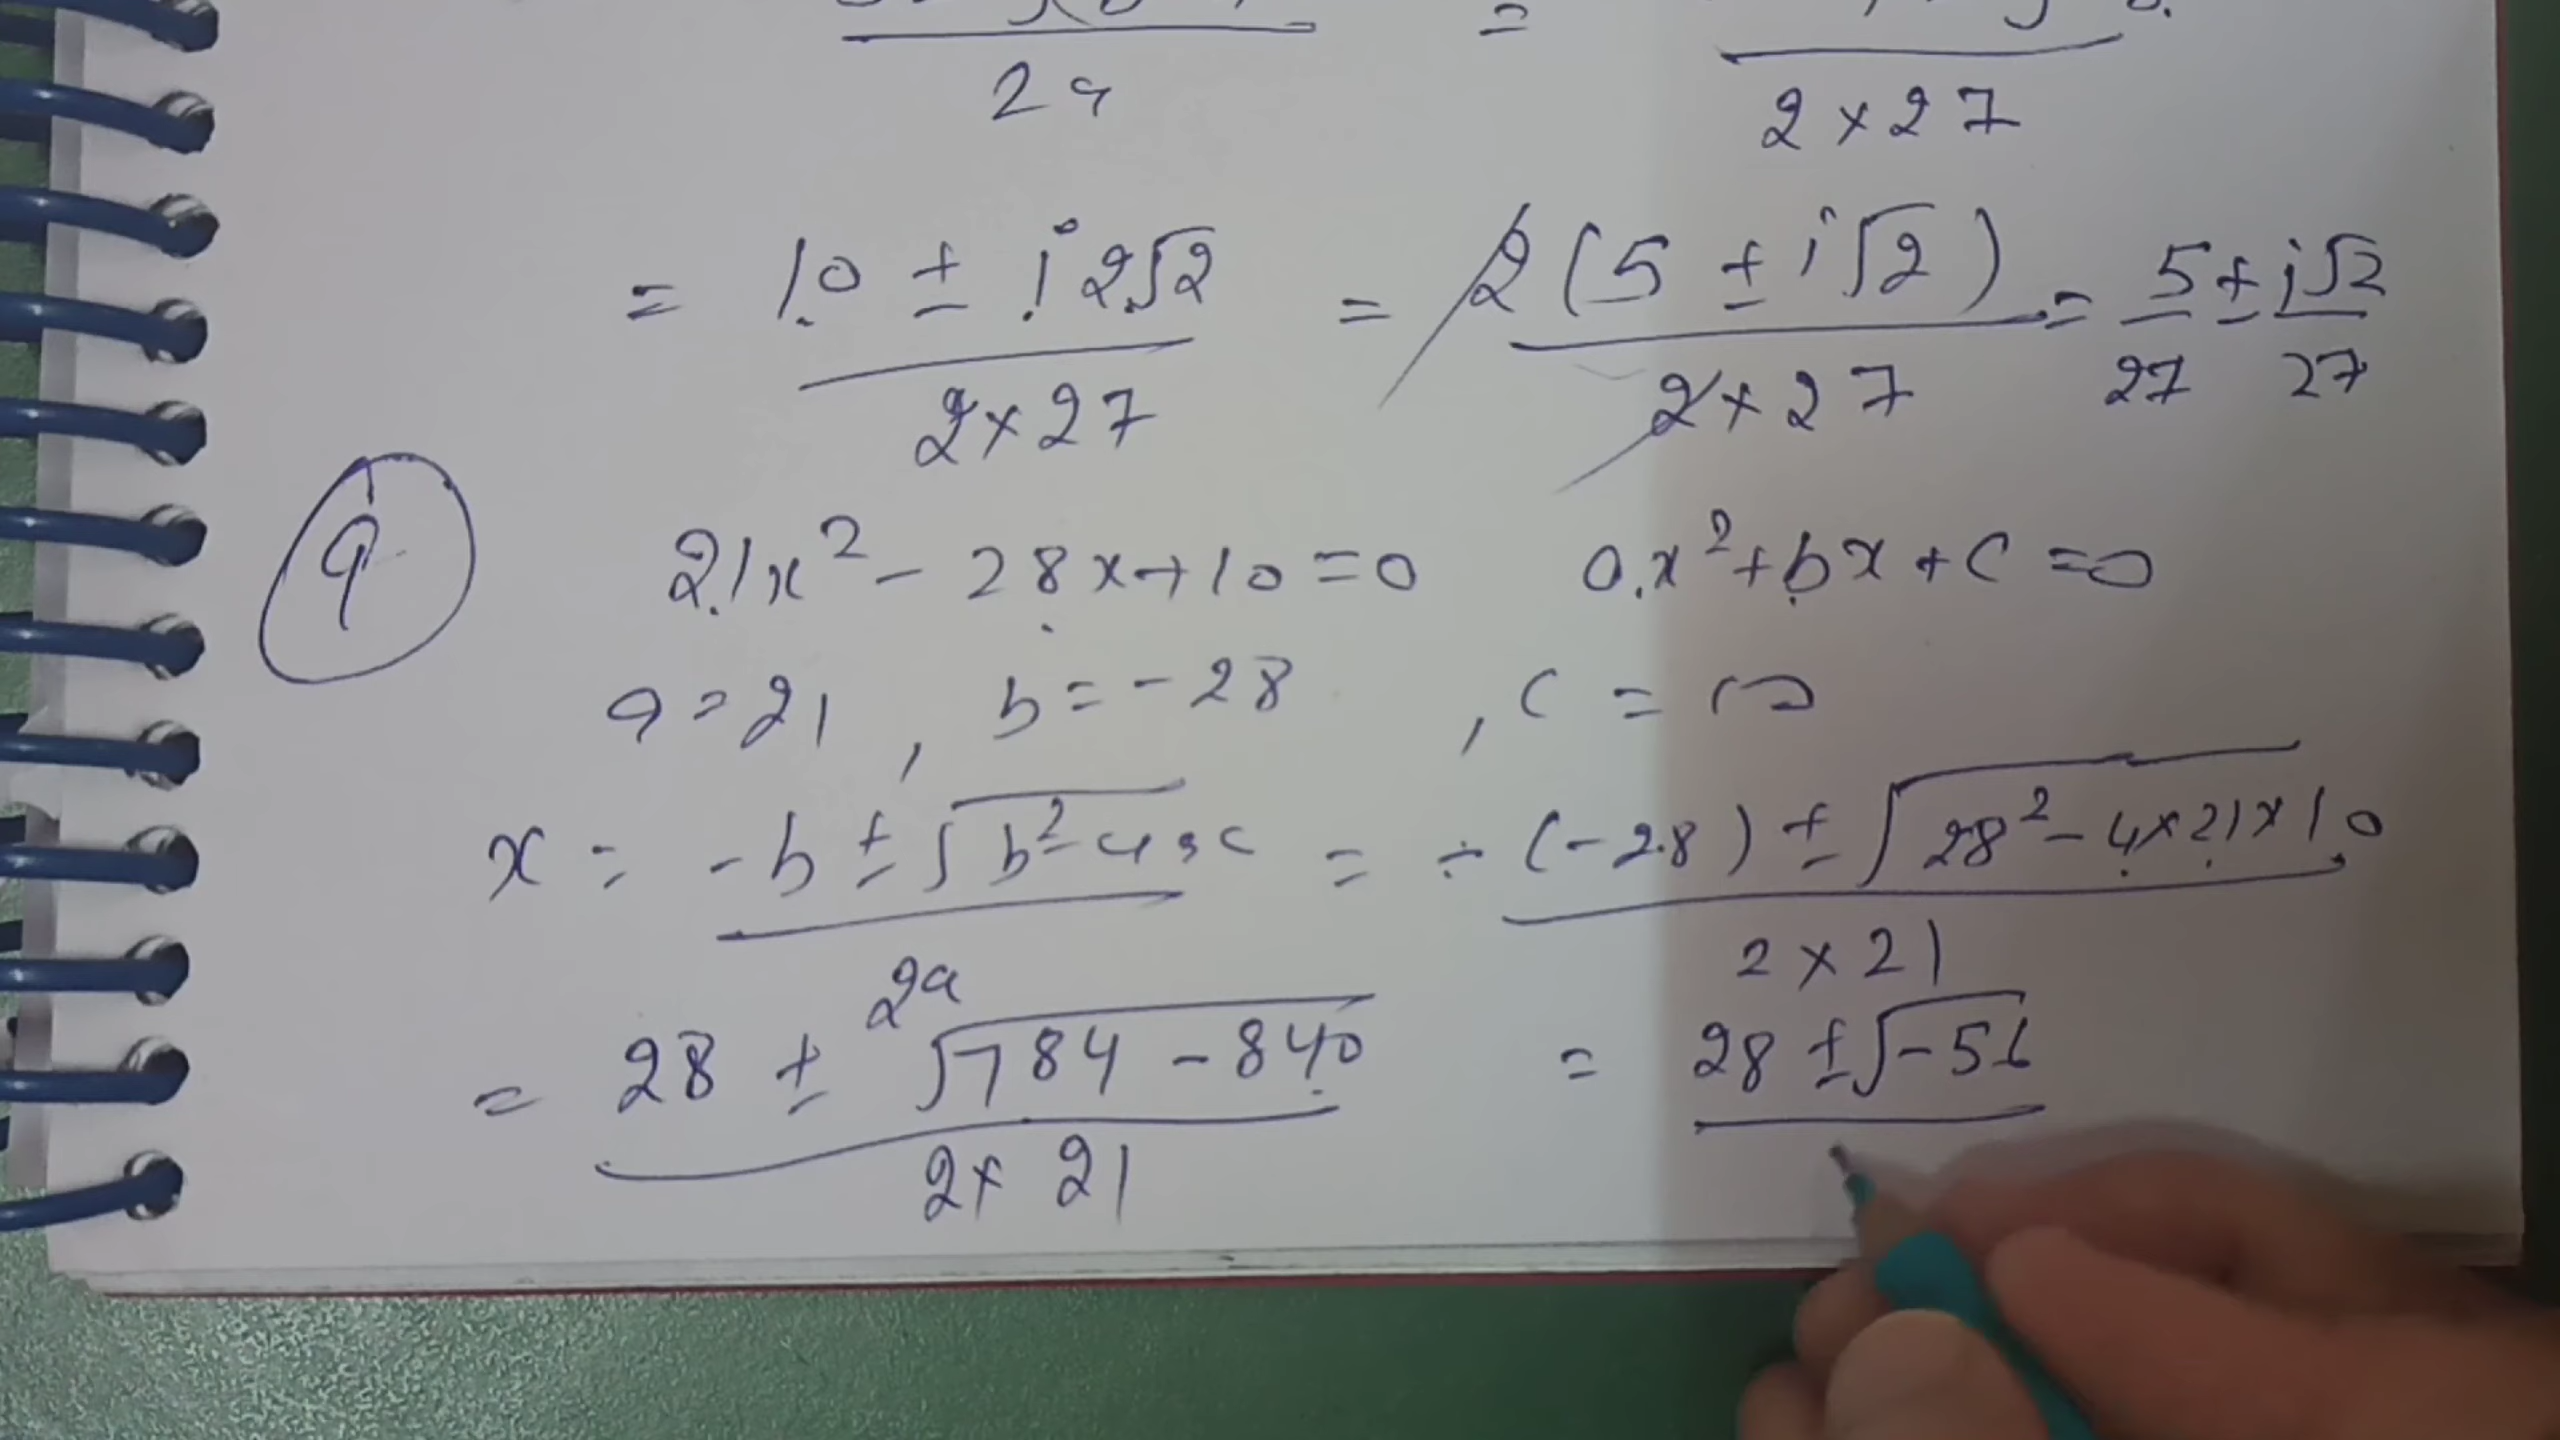 2a = 2 × 27
= 10 ± i2√2 / 2×27 = 2(5 ± i√2) / 2×27 = 5/27 ± i√2/27
9 21x² - 28x + 10 = 0 ax² + bx + c = 0
a = 21, b = -28, c = 10
x = -b ± √b² - 4ac / 2a = -(-28) ± √28² - 4×21×10 / 2 × 21
= 28 ± √784 - 840 / 2× 21 = 28 ± √-56